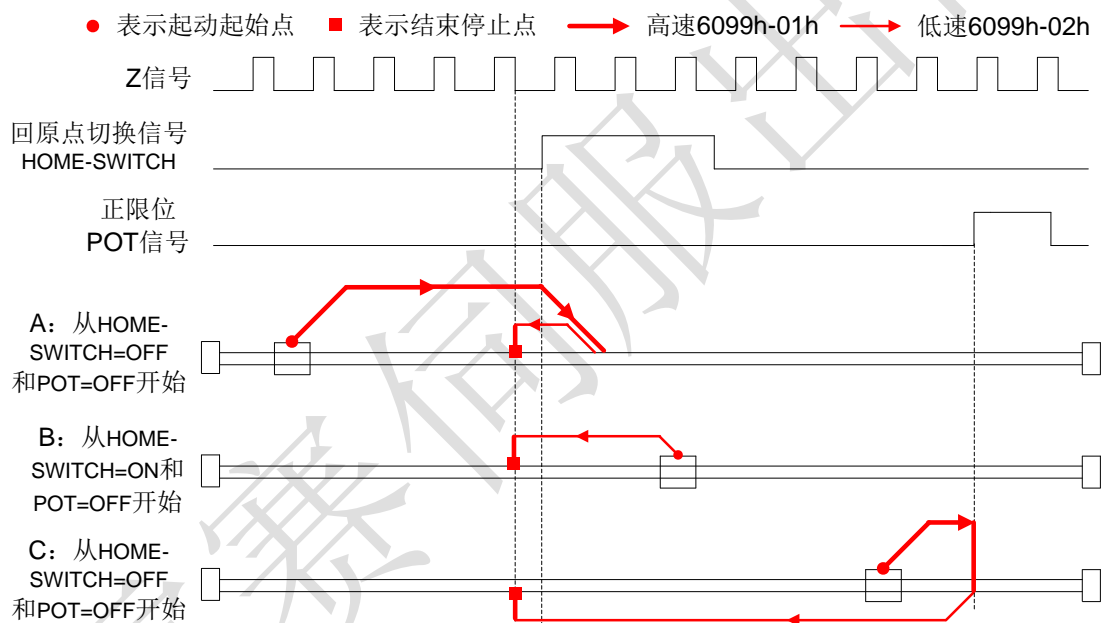 表示起动起始点 表示结束停止点 高速6099h-01h 低速6099h-02h
Z信号
回原点切换信号
HOME-SWITCH
正限位
POT信号
A：从HOME-
SWITCH=OFF
和POT=OFF开始
B：从HOME-
SWITCH=ON和
POT=OFF开始
C：从HOME-
SWITCH=OFF
和POT=OFF开始
赛伺服出